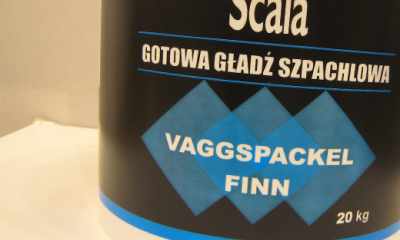 Scala
GOTOWA GŁADŹ SZPACHLOWA
VAGGSPACKEL
FINN
20 kg